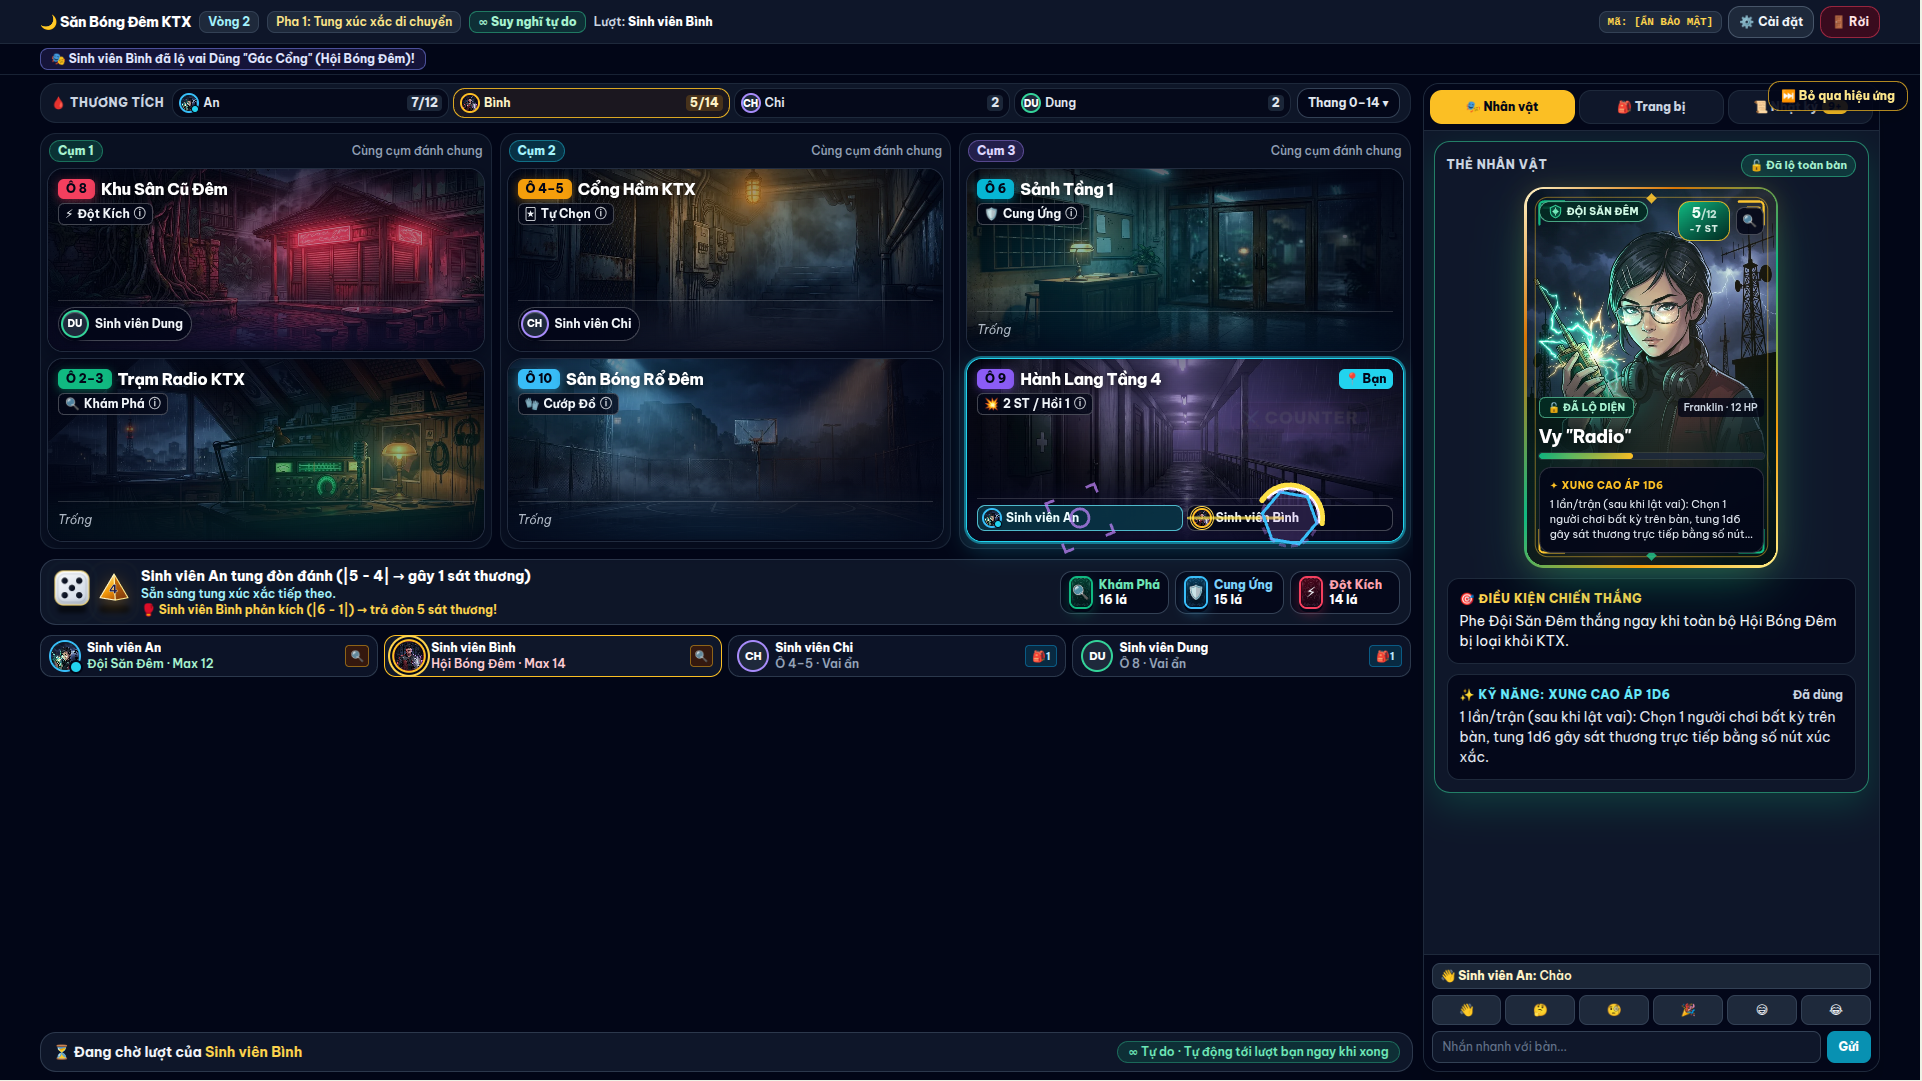 🌙 Săn Bóng Đêm KTX
Vòng 2
Pha 1: Tung xúc xắc di chuyển
∞ Suy nghĩ tự do
Lượt: Sinh viên Bình
Mã: [ẨN BẢO MẬT]
⚙️ Cài đặt
🚪 Rời
🎭 Sinh viên Bình đã lộ vai Dũng "Gác Cổng" (Hội Bóng Đêm)!
🩸 THƯƠNG TÍCH
An
7/12
Bình
5/14
CH Chi
2
DU Dung
2
Thang 0–14 ▾
Cụm 1
Cùng cụm đánh chung
Ô 8 Khu Sân Cũ Đêm
⚡ Đột Kích ⓘ
DU Sinh viên Dung
Ô 2–3 Trạm Radio KTX
🔍 Khám Phá ⓘ
Trống
Cụm 2
Cùng cụm đánh chung
Ô 4–5 Cổng Hầm KTX
🃏 Tự Chọn ⓘ
CH Sinh viên Chi
Ô 10 Sân Bóng Rổ Đêm
🧤 Cướp Đồ ⓘ
Trống
Cụm 3
Cùng cụm đánh chung
Ô 6 Sảnh Tầng 1
🛡️ Cung Ứng ⓘ
Trống
Ô 9 Hành Lang Tầng 4
📍 Bạn
💥 2 ST / Hồi 1 ⓘ
COUNTER
Sinh viên An
Sinh viên Bình
4
Sinh viên An tung đòn đánh (|5 - 4| → gây 1 sát thương)
Sẵn sàng tung xúc xắc tiếp theo.
🥊 Sinh viên Bình phản kích (|6 - 1|) → trả đòn 5 sát thương!
🔍 Khám Phá
16 lá
🛡️ Cung Ứng
15 lá
⚡ Đột Kích
14 lá
Sinh viên An
Đội Săn Đêm · Max 12
Sinh viên Bình
Hội Bóng Đêm · Max 14
CH Sinh viên Chi
Ô 4–5 · Vai ẩn
🎒1
DU Sinh viên Dung
Ô 8 · Vai ẩn
🎒1
⏳ Đang chờ lượt của Sinh viên Bình
∞ Tự do · Tự động tới lượt bạn ngay khi xong
🎭 Nhân vật
🎒 Trang bị
⏩ Bỏ qua hiệu ứng
THẺ NHÂN VẬT
🔓 Đã lộ toàn bàn
ĐỘI SĂN ĐÊM
5/12
-7 ST
🔓 ĐÃ LỘ DIỆN
Franklin · 12 HP
Vy "Radio"
✦ XUNG CAO ÁP 1D6
1 lần/trận (sau khi lật vai): Chọn 1
người chơi bất kỳ trên bàn, tung 1d6
gây sát thương trực tiếp bằng số nút...
🎯 ĐIỀU KIỆN CHIẾN THẮNG
Phe Đội Săn Đêm thắng ngay khi toàn bộ Hội Bóng Đêm
bị loại khỏi KTX.
✨ KỸ NĂNG: XUNG CAO ÁP 1D6
Đã dùng
1 lần/trận (sau khi lật vai): Chọn 1 người chơi bất kỳ trên
bàn, tung 1d6 gây sát thương trực tiếp bằng số nút xúc
xắc.
👋 Sinh viên An: Chào
Nhắn nhanh với bàn...
Gửi